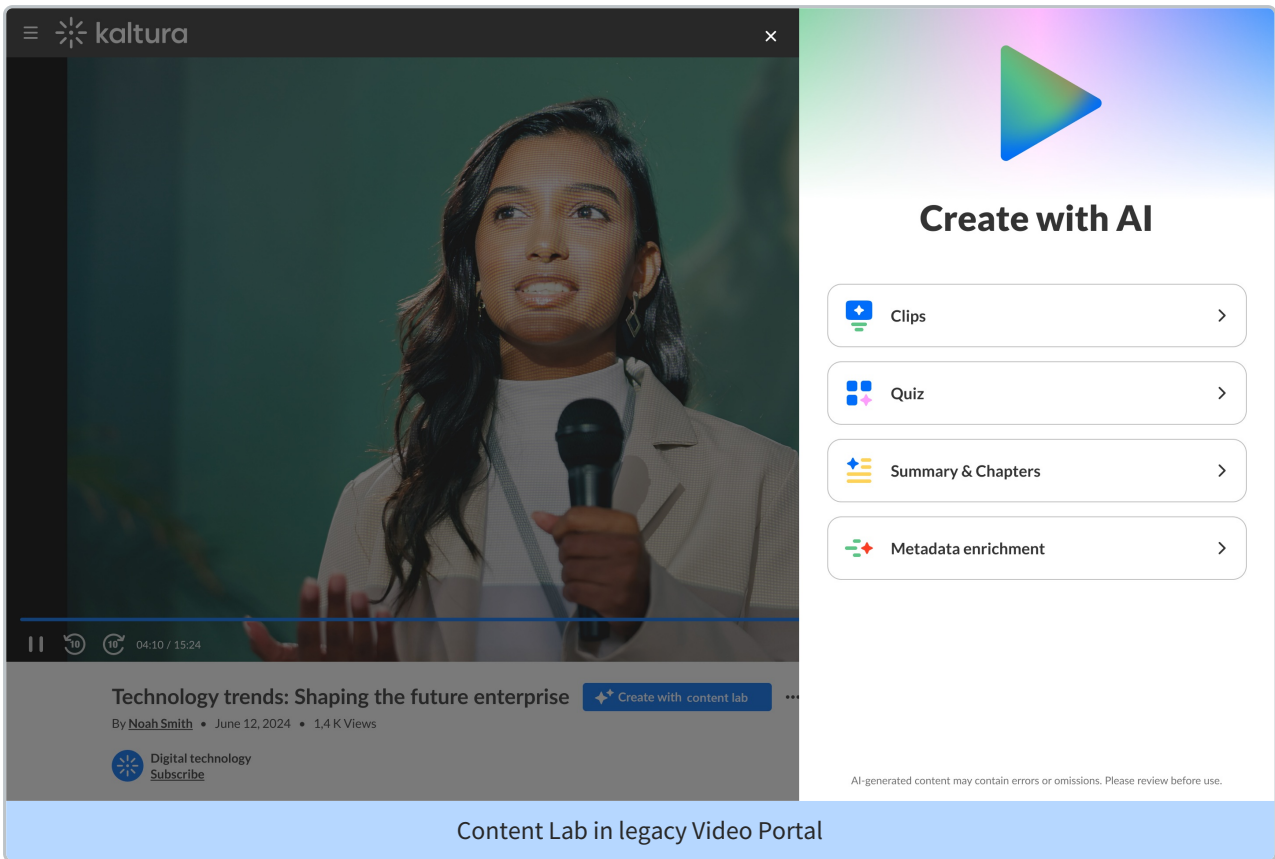 kaltura
10 10 04:10 / 15:24
Technology trends: Shaping the future enterprise
Create with content lab
By Noah Smith • June 12, 2024 • 1,4 K Views
Digital technology
Subscribe
Create with AI
Clips
Quiz
Summary & Chapters
Metadata enrichment
AI-generated content may contain errors or omissions. Please review before use.
Content Lab in legacy Video Portal